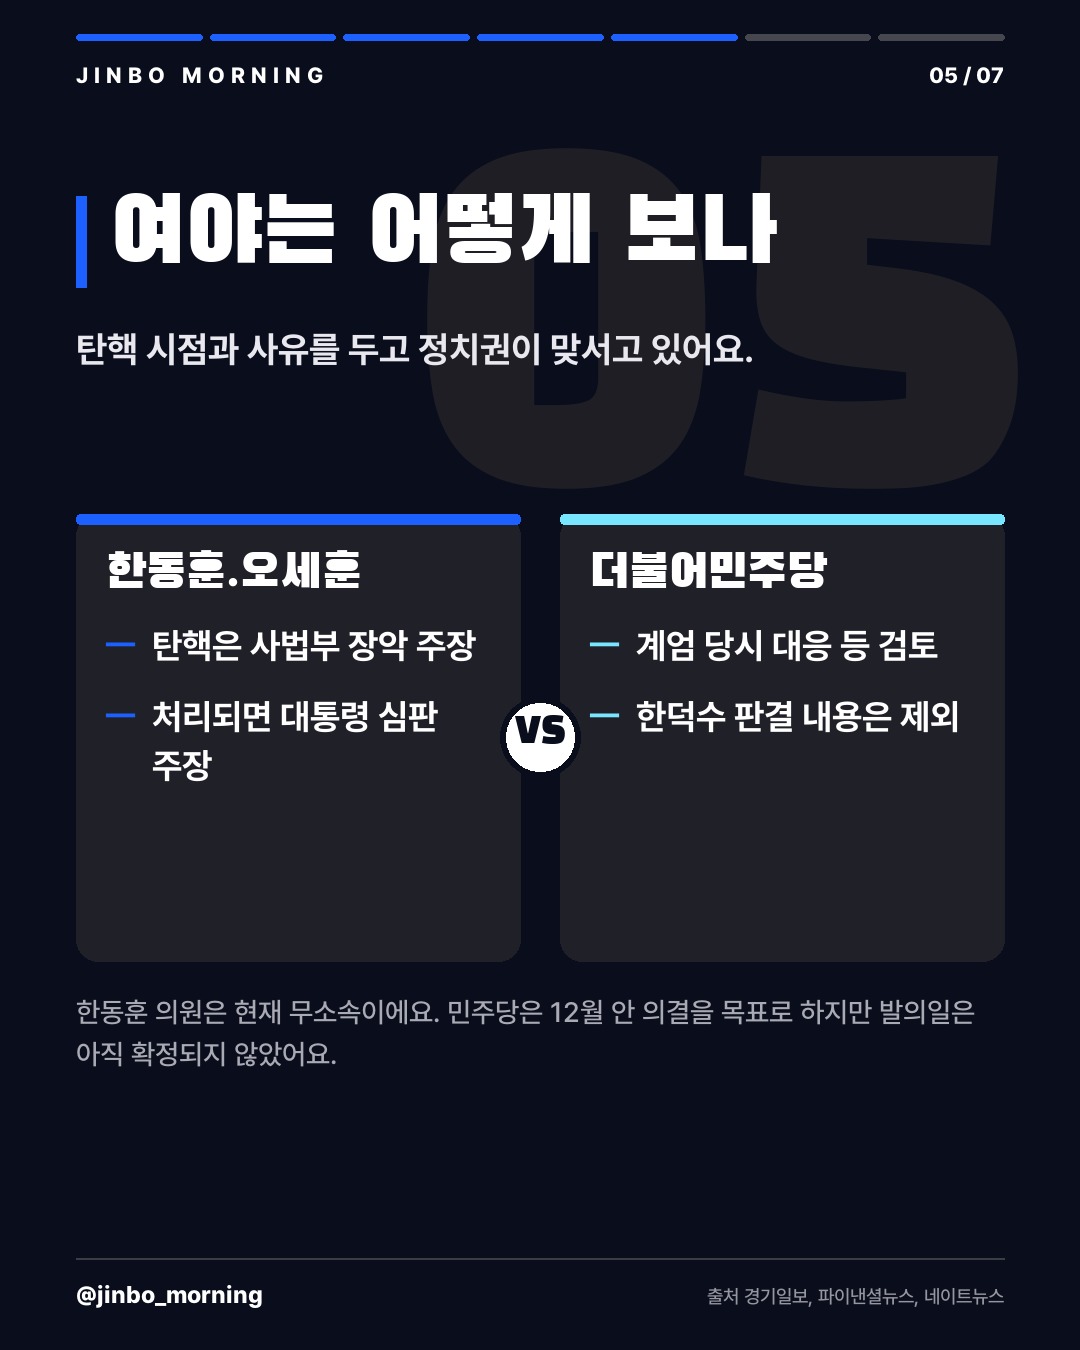 JINBO MORNING
05 / 07
05
여야는 어떻게 보나
탄핵 시점과 사유를 두고 정치권이 맞서고 있어요.
한동훈.오세훈
— 탄핵은 사법부 장악 주장
— 처리되면 대통령 심판
주장
VS
더불어민주당
— 계엄 당시 대응 등 검토
— 한덕수 판결 내용은 제외
한동훈 의원은 현재 무소속이에요. 민주당은 12월 안 의결을 목표로 하지만 발의일은
아직 확정되지 않았어요.
@jinbo_morning
출처 경기일보, 파이낸셜뉴스, 네이트뉴스